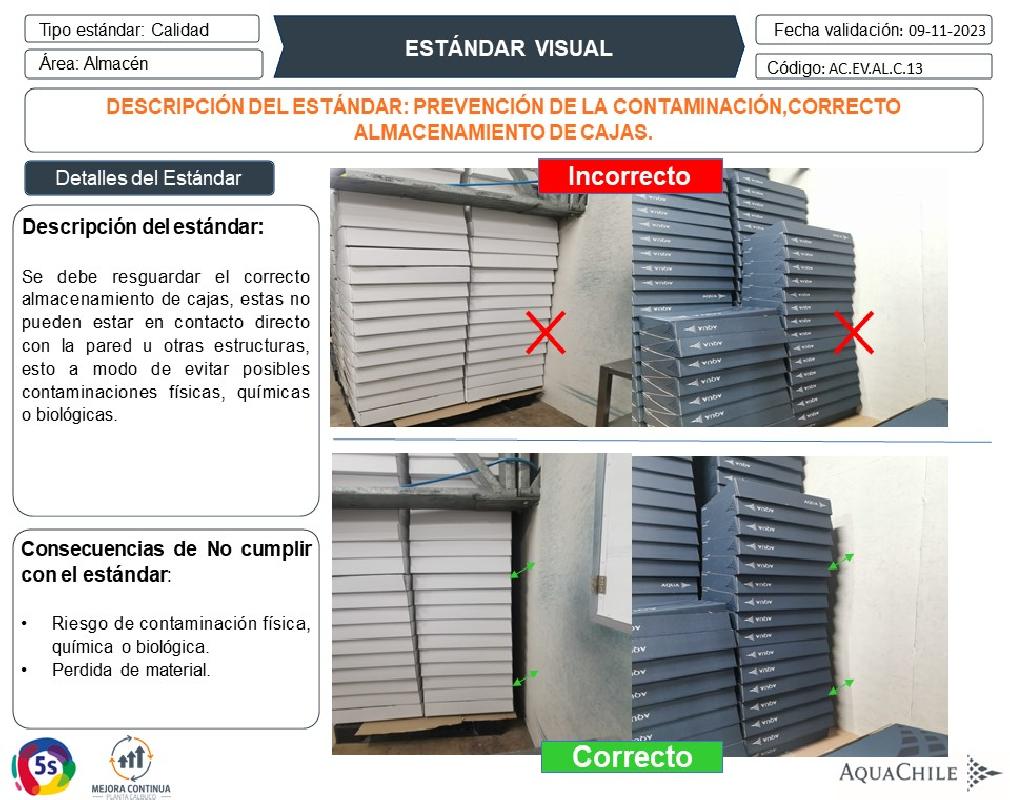 Tipo estándar: Calidad
ESTÁNDAR VISUAL
Fecha validación: 09-11-2023
Área: Almacén
Código: AC.EV.AL.C.13
DESCRIPCIÓN DEL ESTÁNDAR: PREVENCIÓN DE LA CONTAMINACIÓN,CORRECTO
ALMACENAMIENTO DE CAJAS.
Detalles del Estándar
Incorrecto
Descripción del estándar:
Se debe resguardar el correcto
almacenamiento de cajas, estas no
pueden estar en contacto directo
con la pared u otras estructuras,
esto a modo de evitar posibles
contaminaciones físicas, químicas
o biológicas.
Consecuencias de No cumplir
con el estándar:
• Riesgo de contaminación física,
química o biológica.
• Perdida de material.
Correcto
5s
MEJORA CONTINUA
PLANTA CALBUCO
AQUACHILE